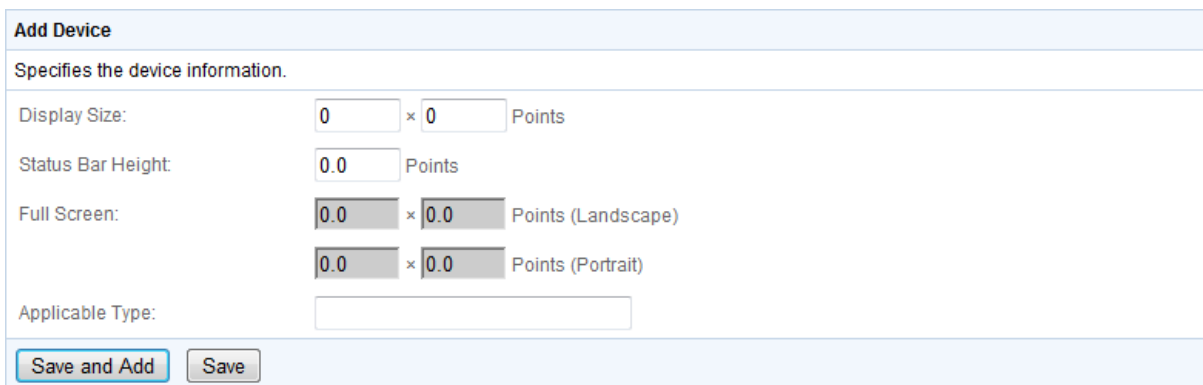 Add Device
Specifies the device information.
Display Size: 0 × 0 Points
Status Bar Height: 0.0 Points
Full Screen: 0.0 × 0.0 Points (Landscape)
0.0 × 0.0 Points (Portrait)
Applicable Type:
Save and Add Save